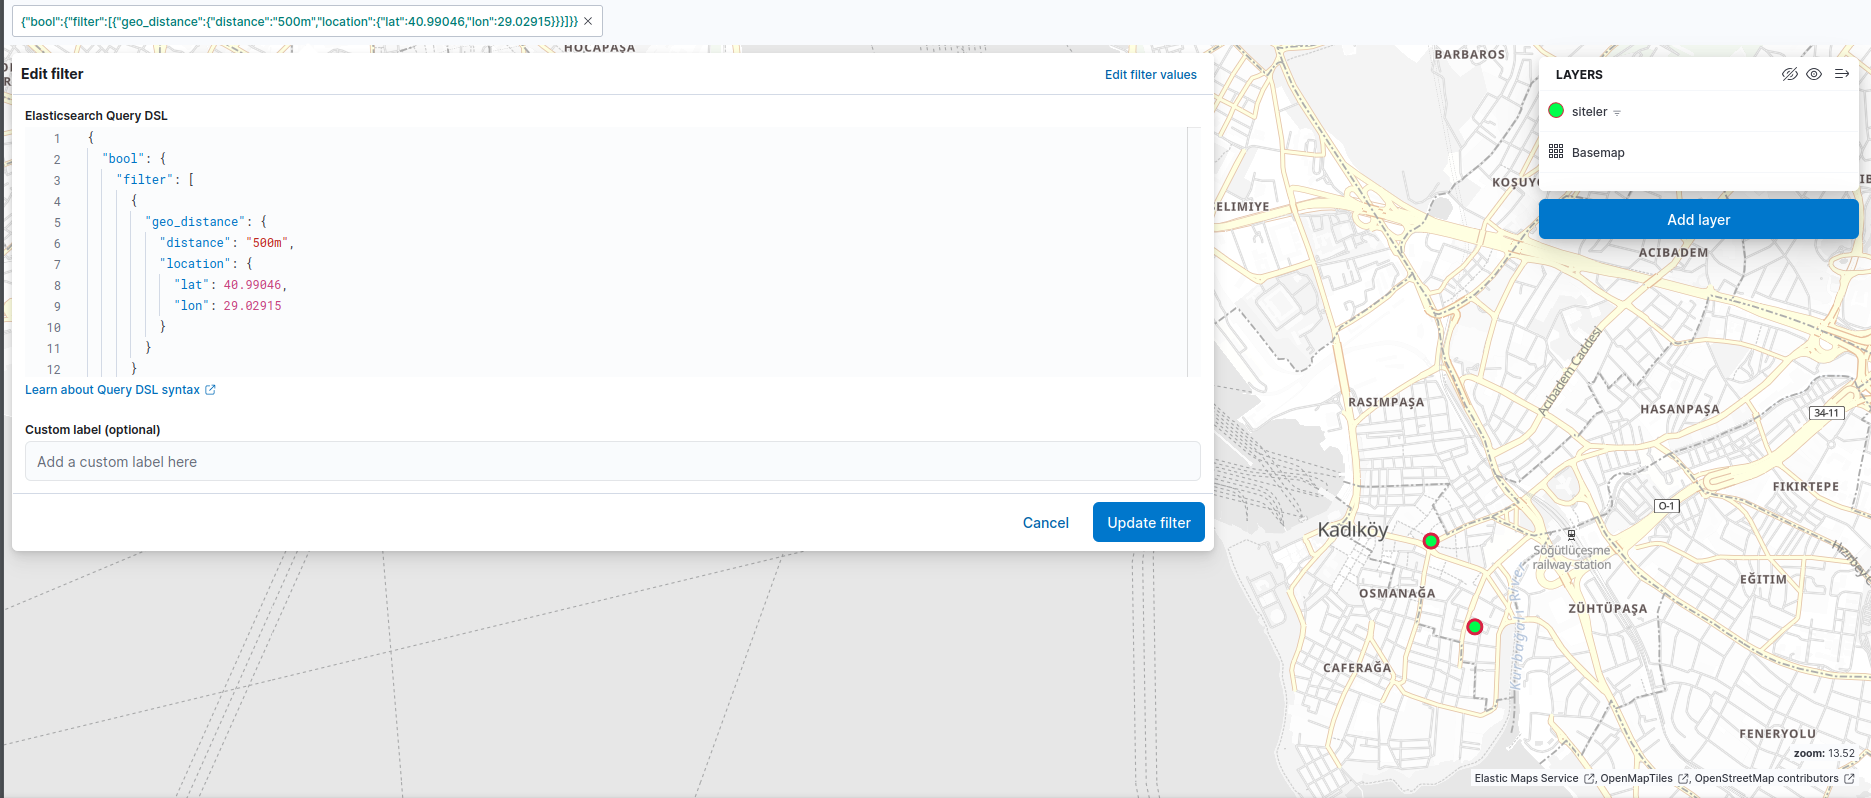 {"bool":{"filter":[{"geo_distance":{"distance":"500m","location":{"lat":40.99046,"lon":29.02915}}}]}} ×
HOCAPAŞA
BARBAROS
Edit filter
Edit filter values
LAYERS
Elasticsearch Query DSL
siteler
1 {
2 "bool": {
3 "filter": [
4 {
5 "geo_distance": {
6 "distance": "500m",
7 "location": {
8 "lat": 40.99046,
9 "lon": 29.02915
10 }
11 }
12 }
Basemap
KOŞUY
ELIMIYE
Add layer
ACIBADEM
Learn about Query DSL syntax
Acıbadem Caddesi
RASIMPAŞA
HASANPAŞA
34-11
Custom label (optional)
Add a custom label here
FIKIRTEPE
O-1
Cancel
Update filter
Kadıköy
Söğütlüçeşme
railway station
EĞITIM
OSMANAĞA
ZÜHTÜPAŞA
CAFERAĞA
FENERYOLU
zoom: 13.52
Elastic Maps Service , OpenMapTiles , OpenStreetMap contributors